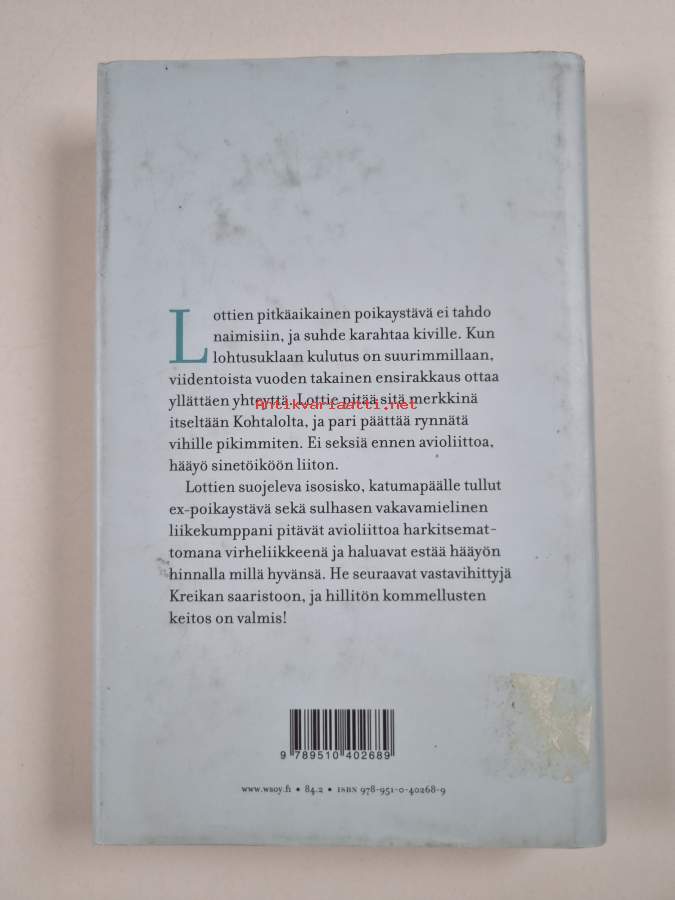 Lottien pitkäaikainen poikaystävä ei tahdo
naimisiin, ja suhde karahtaa kiville. Kun
lohtusuklaan kulutus on suurimmillaan,
viidentoista vuoden takainen ensirakkaus ottaa
yllättäen yhteyttä. Lottie pitää sitä merkkinä
Antikvariaatti.net
itseltään Kohtalolta, ja pari päättää rynnätä
vihille pikimmiten. Ei seksiä ennen avioliittoa,
hääyö sinetöiköön liiton.
Lottien suojeleva isosisko, katumapäälle tullut
ex-poikaystävä sekä sulhasen vakavamielinen
liikekumppani pitävät avioliittoa harkitsemat-
tomana virheliikkeenä ja haluavat estää hääyön
hinnalla millä hyvänsä. He seuraavat vastavihittyjä
Kreikan saaristoon, ja hillitön kommellusten
keitos on valmis!
9 789510 402689
www.wsoy.fi • 84.2 • ISBN 978-951-0-40268-9